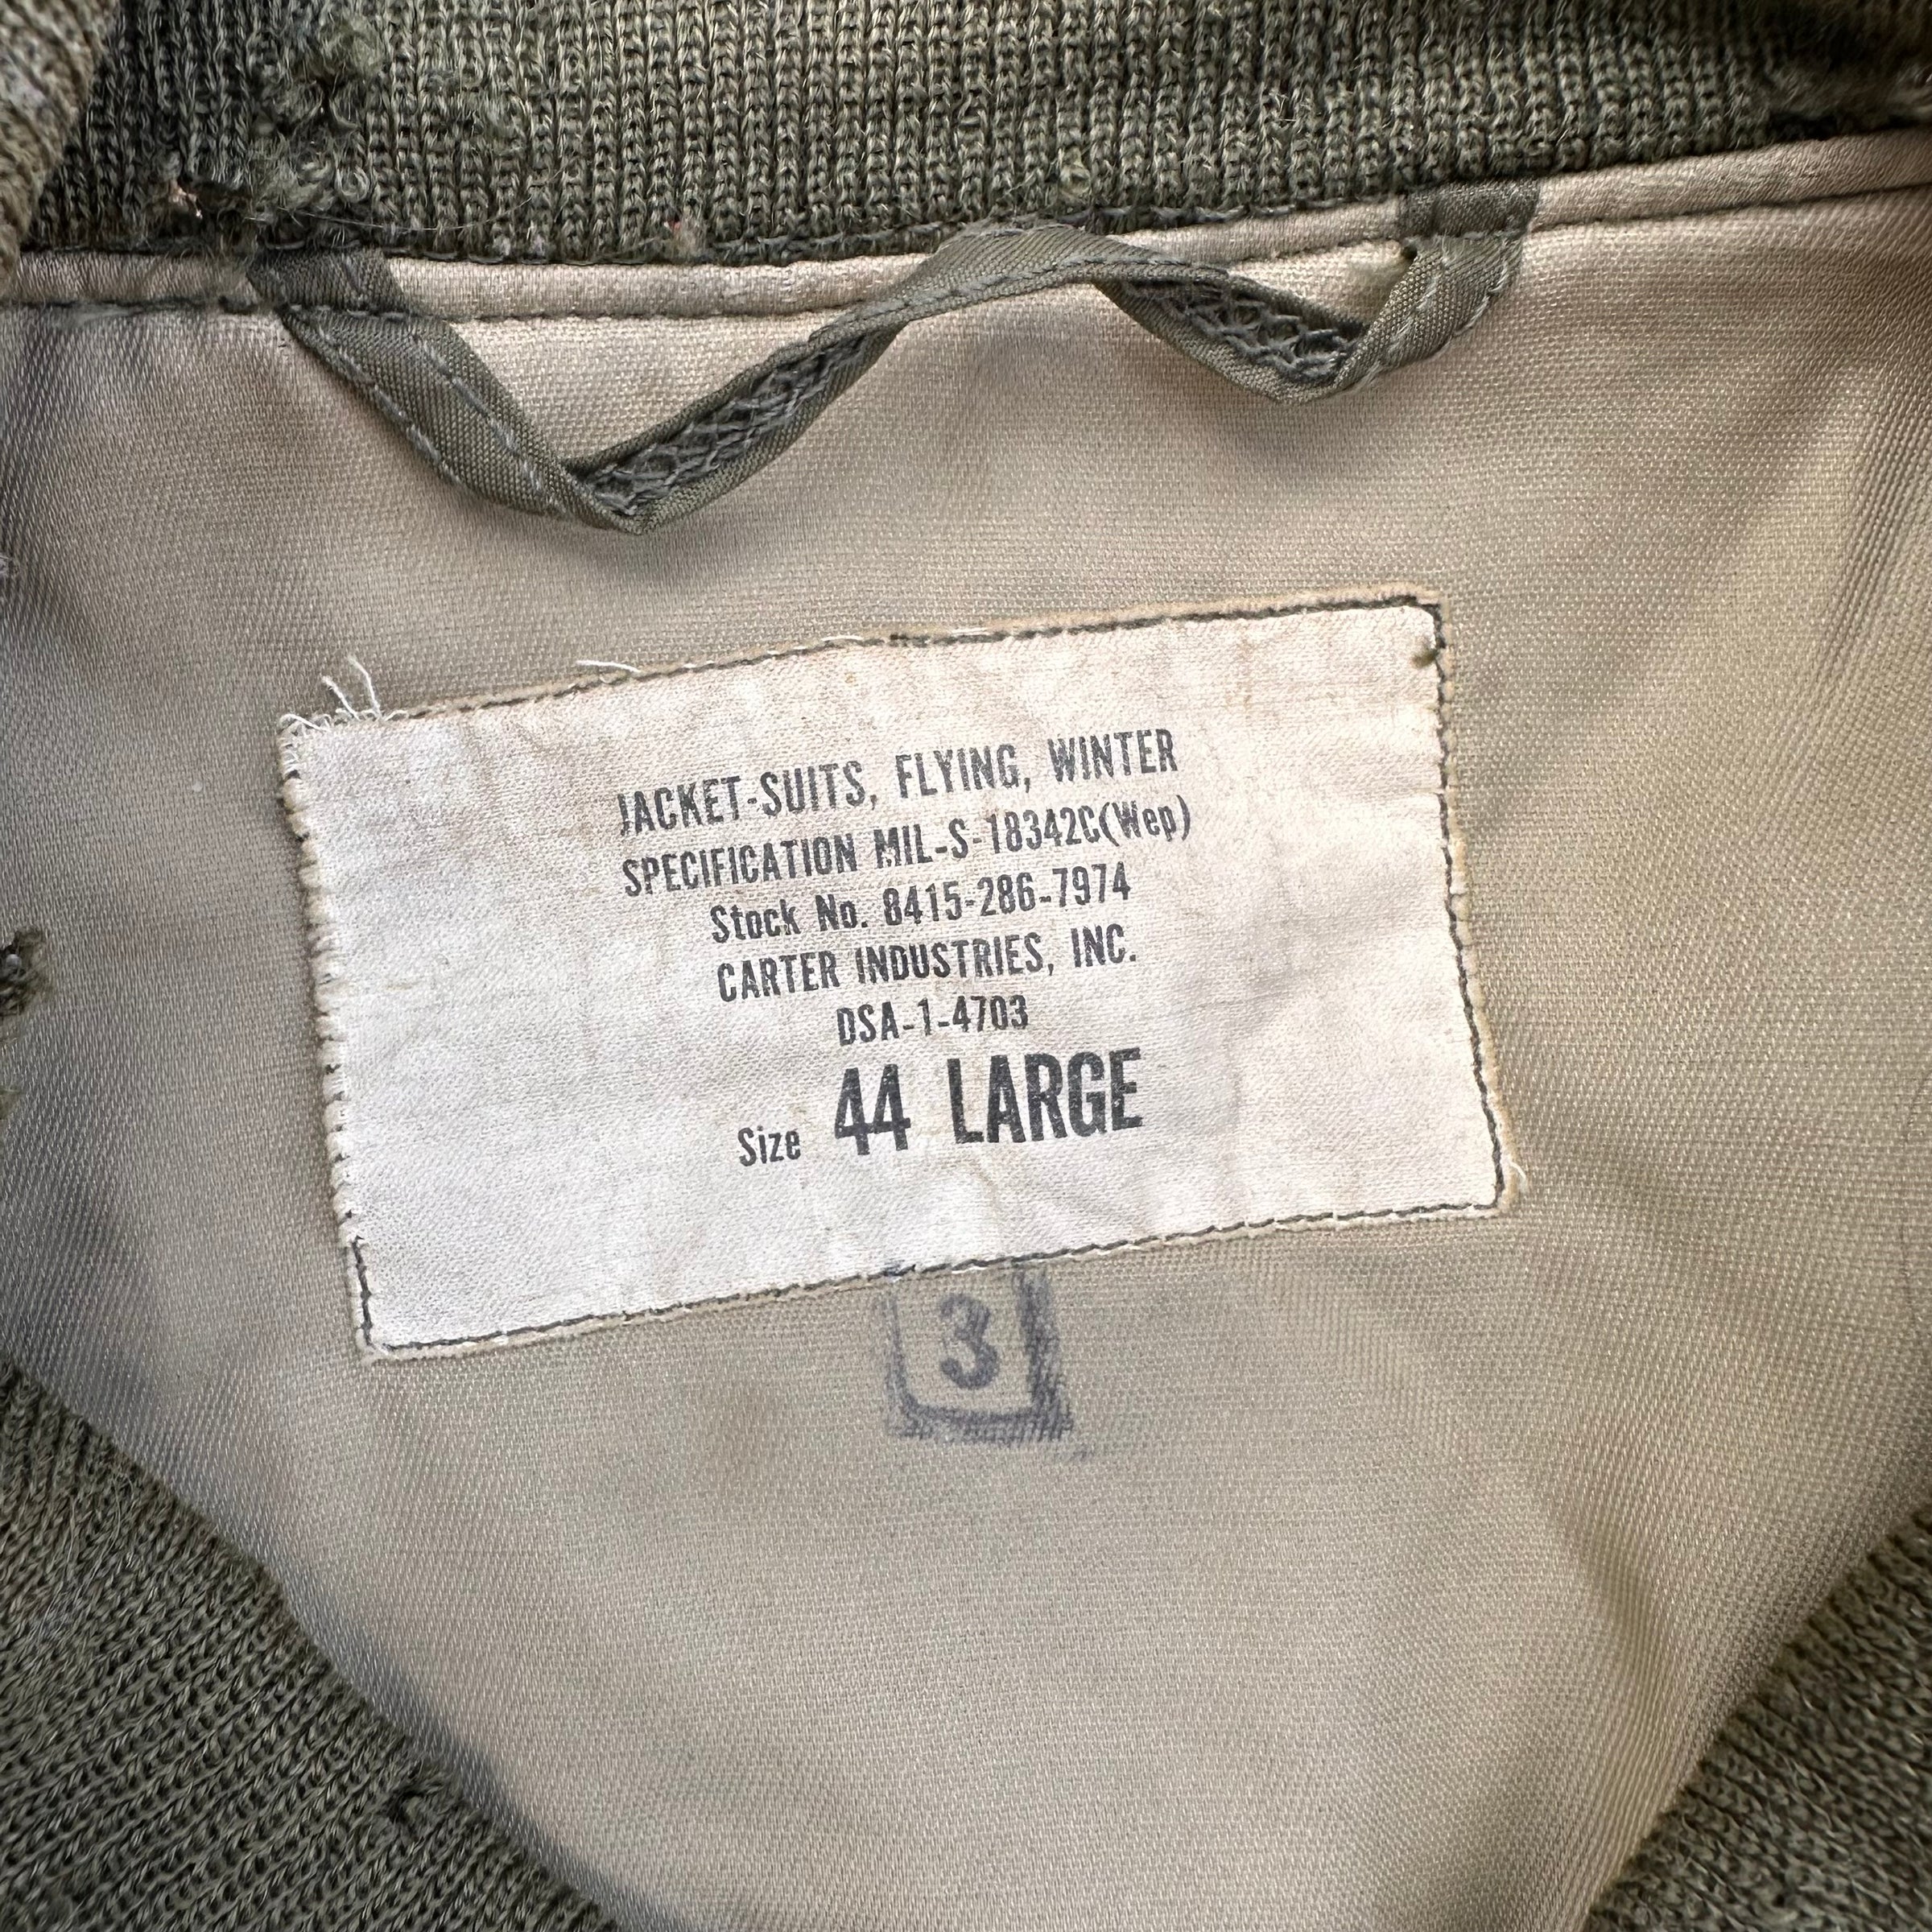 JACKET-SUITS, FLYING, WINTER
SPECIFICATION MIL-S-18342C(Wep)
Stock No. 8415-286-7974
CARTER INDUSTRIES, INC.
DSA-1-4703
Size 44 LARGE
3